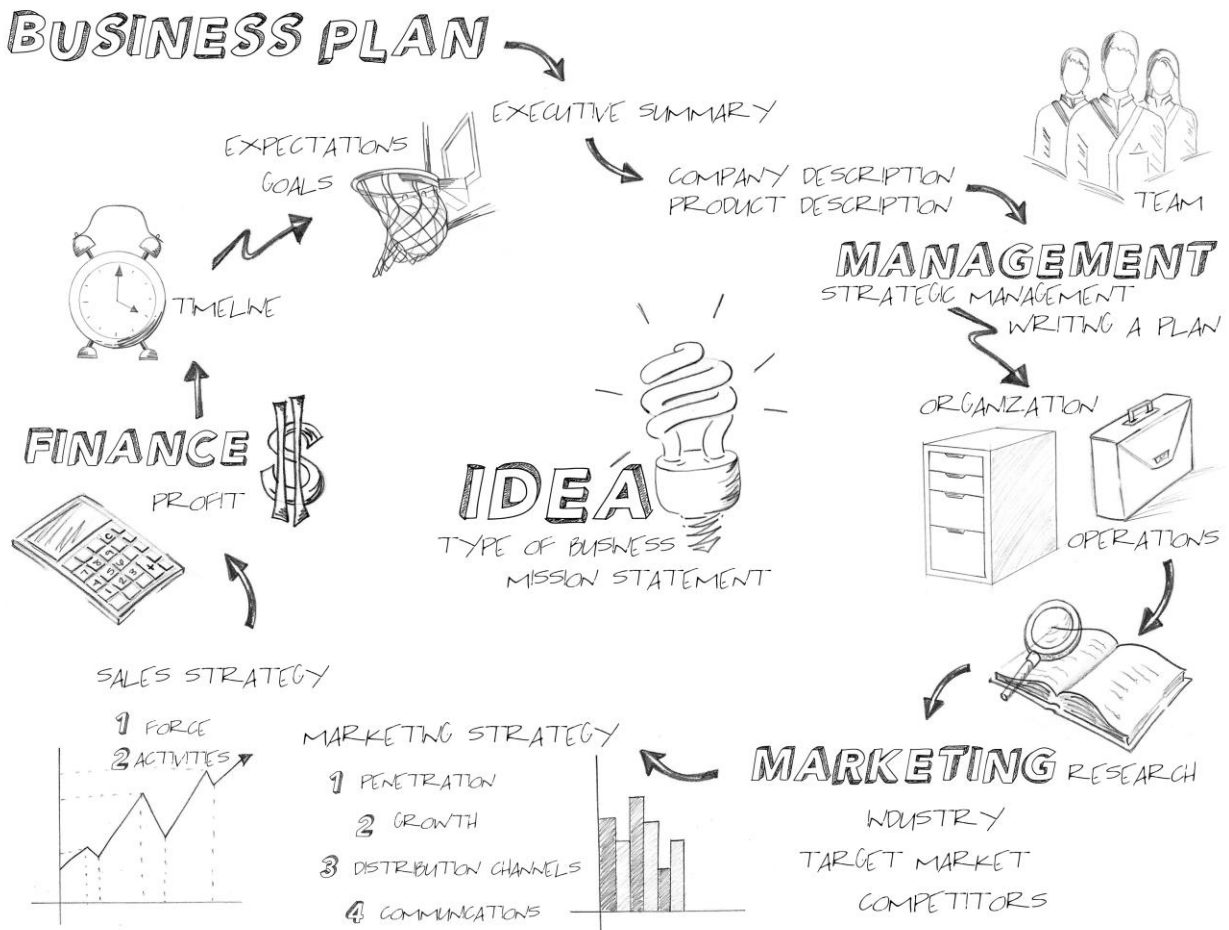 BUSINESS PLAN
EXECUTIVE SUMMARY
COMPANY DESCRIPTION
PRODUCT DESCRIPTION
TEAM
MANAGEMENT
STRATEGIC MANAGEMENT
WRITING A PLAN
ORGANIZATION
OPERATIONS
MARKETING RESEARCH
INDUSTRY
TARGET MARKET
COMPETITORS
MARKETING STRATEGY
1 PENETRATION
2 GROWTH
3 DISTRIBUTION CHANNELS
4 COMMUNICATIONS
SALES STRATEGY
1 FORCE
2 ACTIVITIES
FINANCE $
PROFIT
TIMELINE
EXPECTATIONS
GOALS
IDEA
TYPE OF BUSINESS
MISSION STATEMENT